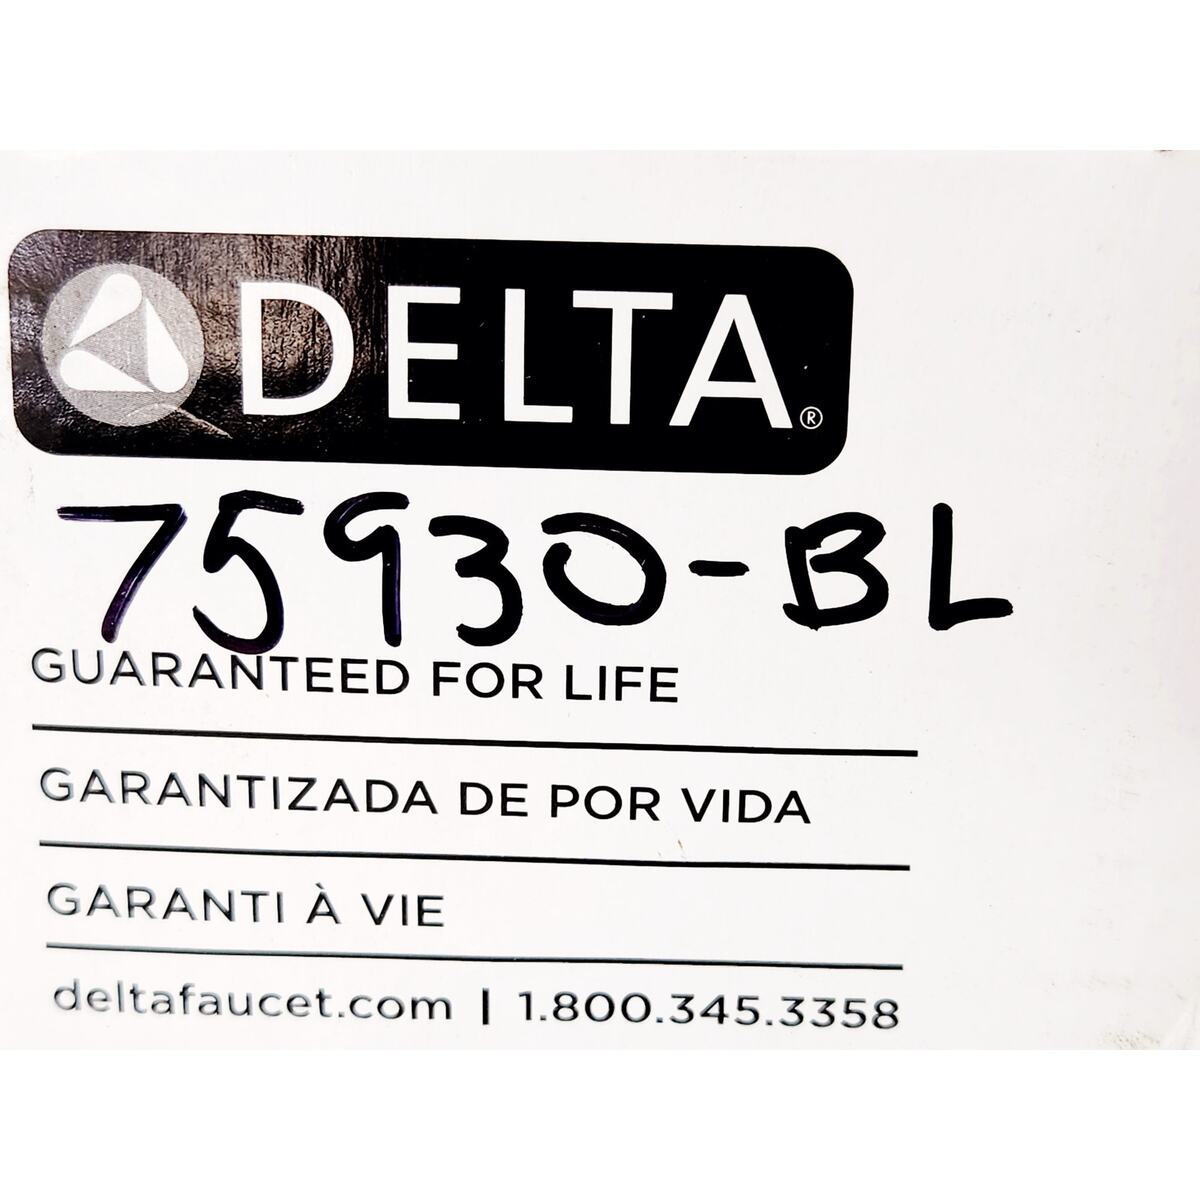 DELTA®
75930-BL
GUARANTEED FOR LIFE
GARANTIZADA DE POR VIDA
GARANTI À VIE
deltafaucet.com | 1.800.345.3358